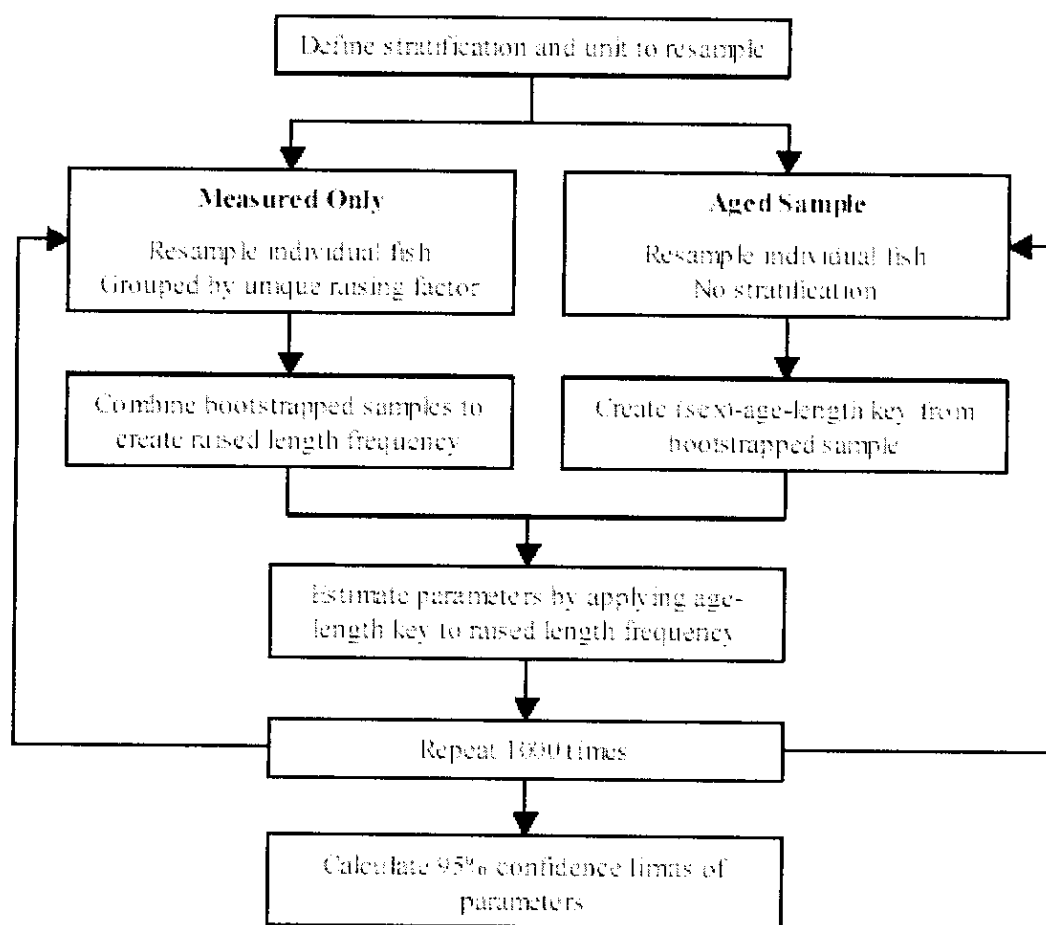 Define stratification and unit to resample
Measured Only
Resample individual fish
Grouped by unique raising factor
Aged Sample
Resample individual fish
No stratification
Combine bootstrapped samples to
create raised length frequency
Create (sex)-age-length key from
bootstrapped sample
Estimate parameters by applying age-
length key to raised length frequency
Repeat 1000 times
Calculate 95% confidence limits of
parameters